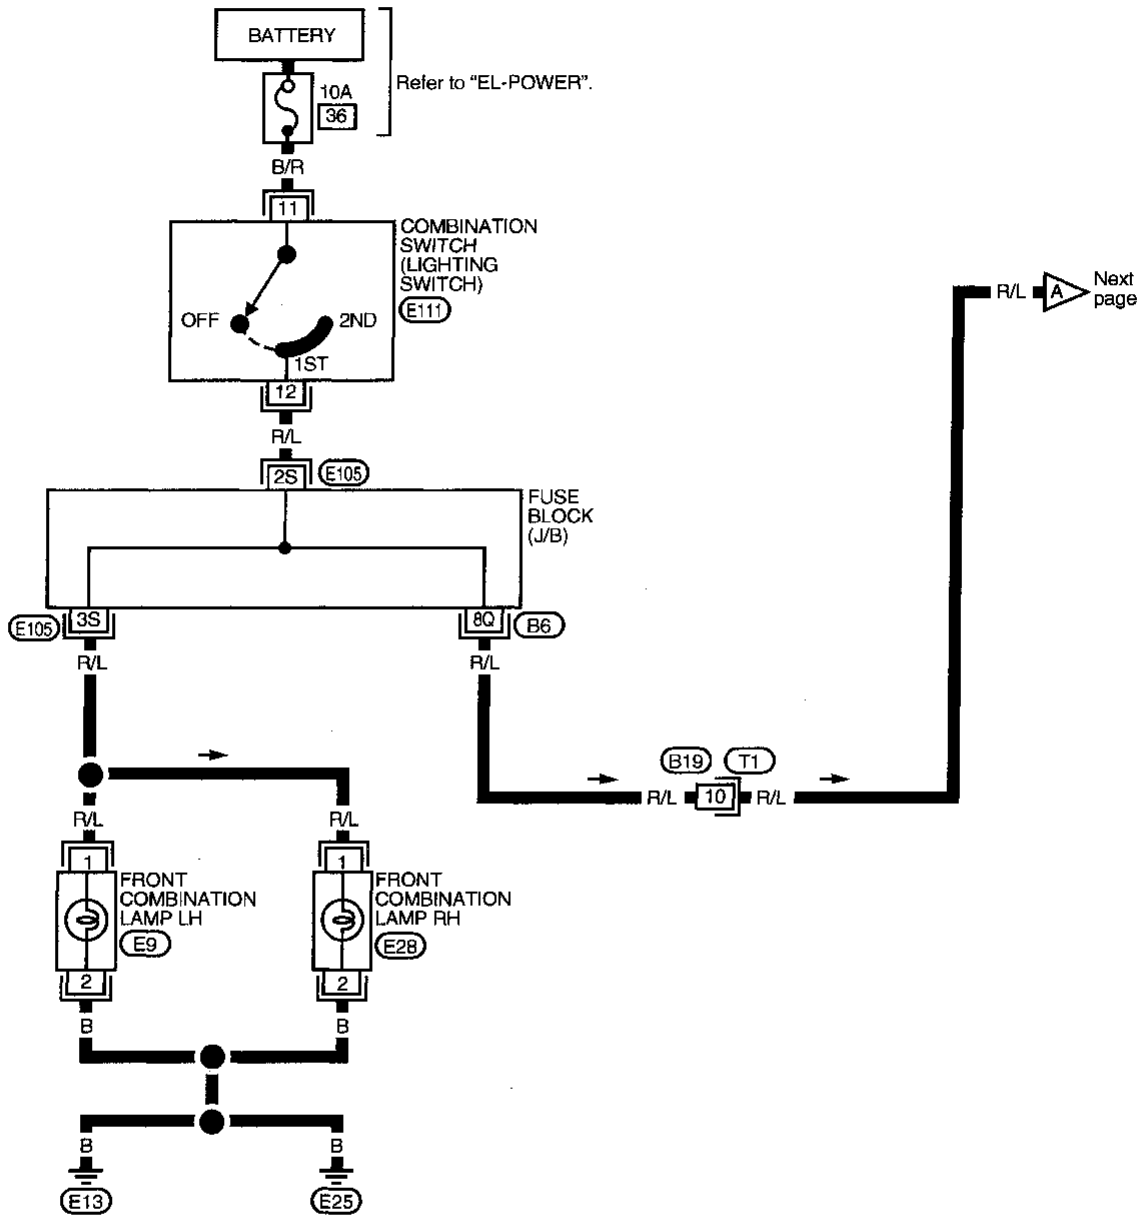 BATTERY
10A
36
Refer to "EL-POWER".
B/R
11
COMBINATION
SWITCH
(LIGHTING
SWITCH)
E111
OFF
2ND
1ST
12
R/L
R/L
A
Next
page
2S
E105
FUSE
BLOCK
(J/B)
E105
3S
8Q
B6
R/L
R/L
B19
T1
R/L
10
R/L
R/L
R/L
1
1
FRONT
COMBINATION
LAMP LH
E9
FRONT
COMBINATION
LAMP RH
E28
2
2
B
B
B
B
E13
E25